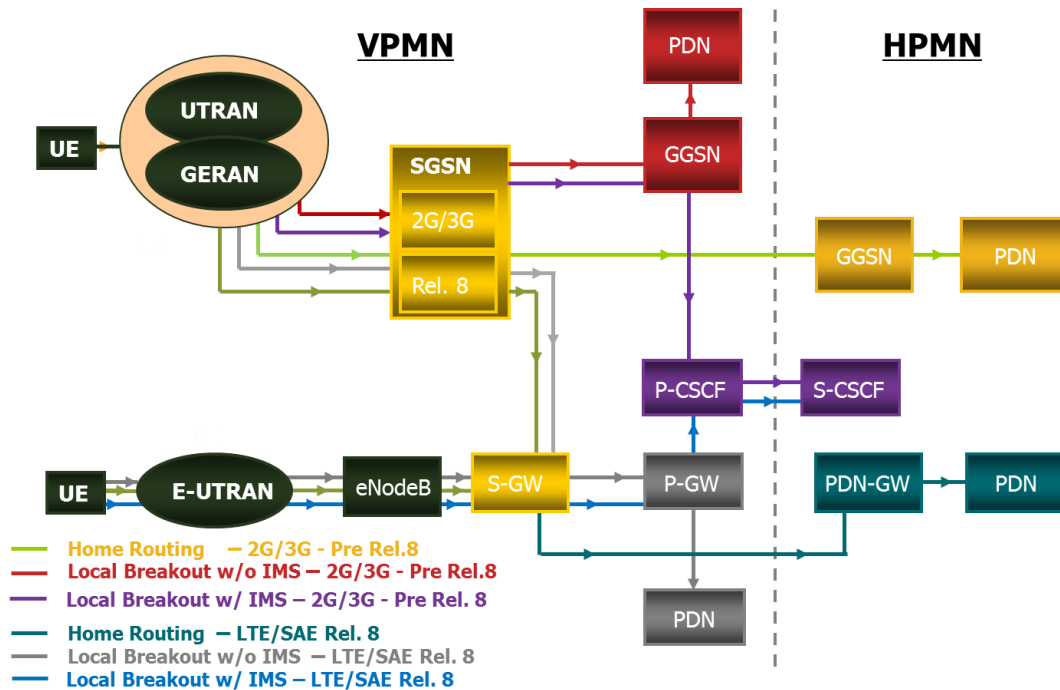 VPMN
HPMN
PDN
UTRAN
UE
GERAN
SGSN
GGSN
2G/3G
GGSN
PDN
Rel. 8
P-CSCF
S-CSCF
UE
E-UTRAN
eNodeB
S-GW
P-GW
PDN-GW
PDN
Home Routing – 2G/3G - Pre Rel.8
Local Breakout w/o IMS – 2G/3G - Pre Rel.8
Local Breakout w/ IMS – 2G/3G - Pre Rel. 8
PDN
Home Routing – LTE/SAE Rel. 8
Local Breakout w/o IMS – LTE/SAE Rel. 8
Local Breakout w/ IMS – LTE/SAE Rel. 8